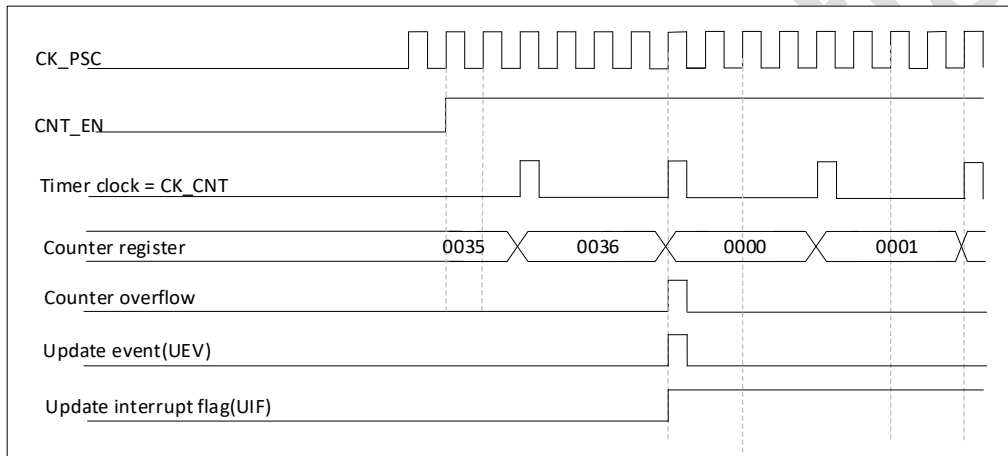 CK_PSC
CNT_EN
Timer clock = CK_CNT
Counter register 0035 0036 0000 0001
Counter overflow
Update event(UEV)
Update interrupt flag(UIF)